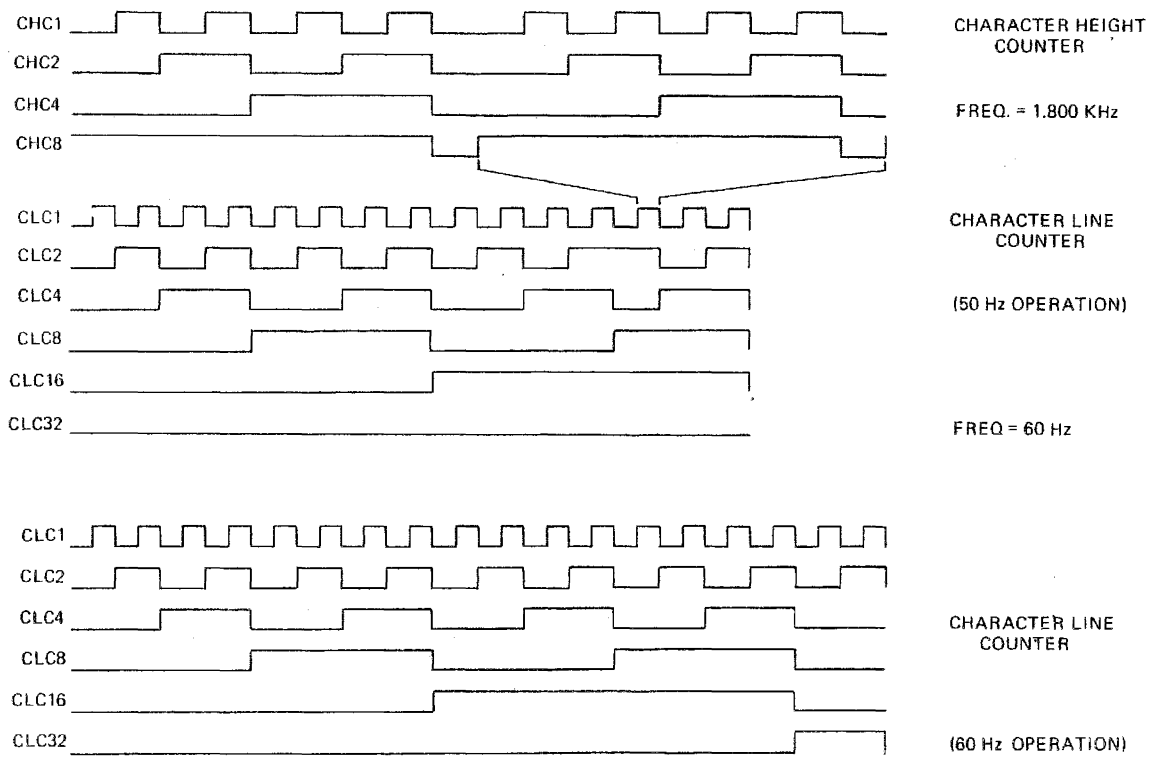 CHC1
CHARACTER HEIGHT
COUNTER
CHC2
CHC4
FREQ. = 1.800 KHz
CHC8
CLC1
CHARACTER LINE
COUNTER
CLC2
CLC4
(50 Hz OPERATION)
CLC8
CLC16
CLC32
FREQ = 60 Hz
CLC1
CLC2
CLC4
CHARACTER LINE
COUNTER
CLC8
CLC16
CLC32
(60 Hz OPERATION)